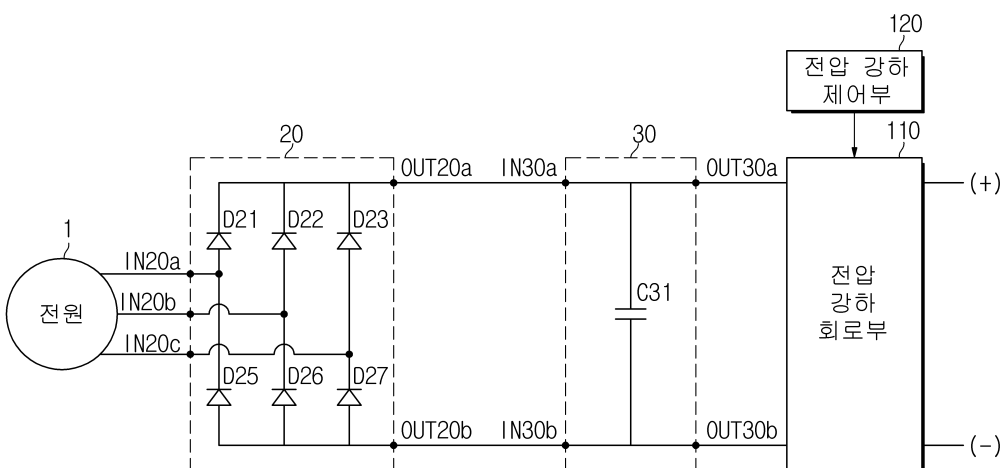 120
전압 강하
제어부
20
30
110
OUT20a
IN30a
OUT30a
(+)
D21
D22
D23
1
IN20a
전원
IN20b
IN20c
C31
전압
강하
회로부
D25
D26
D27
OUT20b
IN30b
OUT30b
(-)